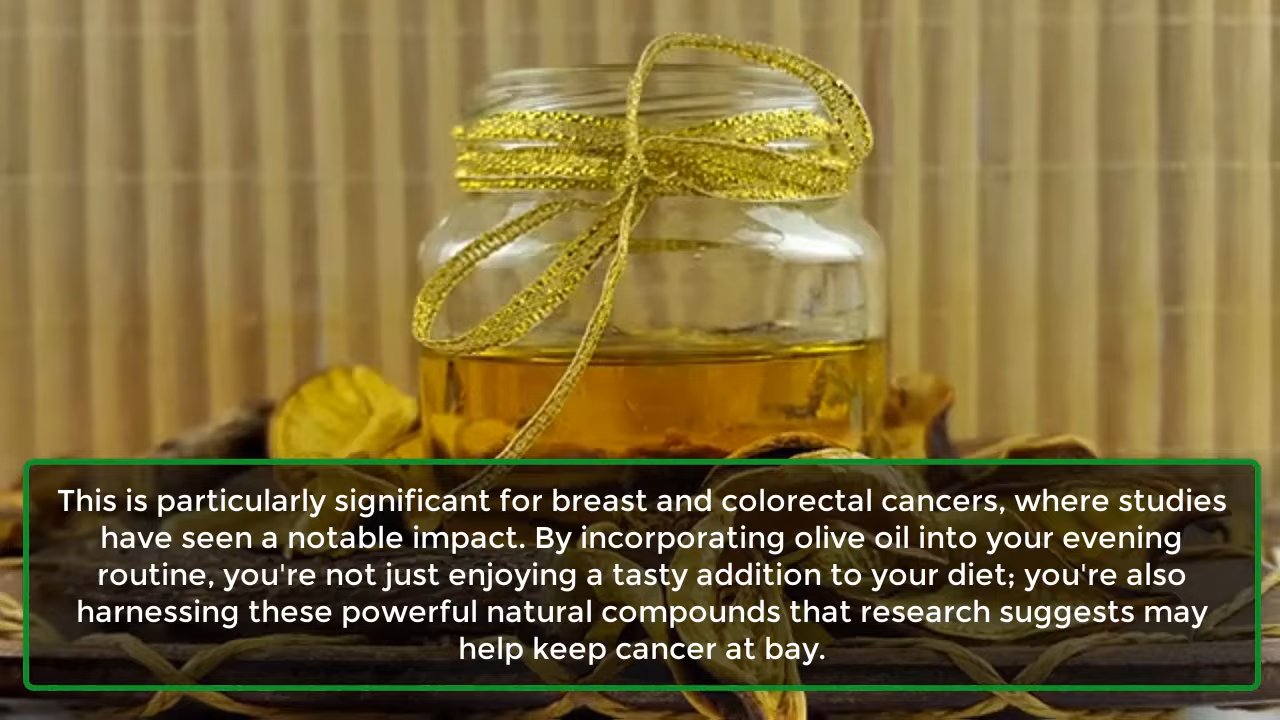 This is particularly significant for breast and colorectal cancers, where studies
have seen a notable impact. By incorporating olive oil into your evening
routine, you're not just enjoying a tasty addition to your diet; you're also
harnessing these powerful natural compounds that research suggests may
help keep cancer at bay.